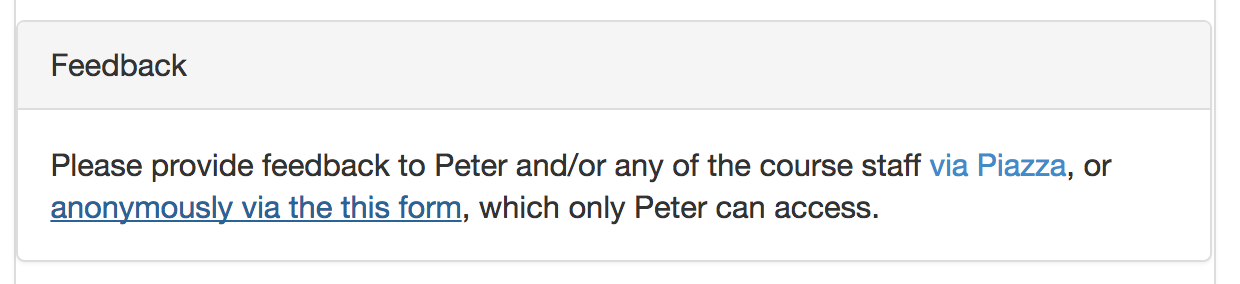 Feedback
Please provide feedback to Peter and/or any of the course staff via Piazza, or
anonymously via the this form, which only Peter can access.